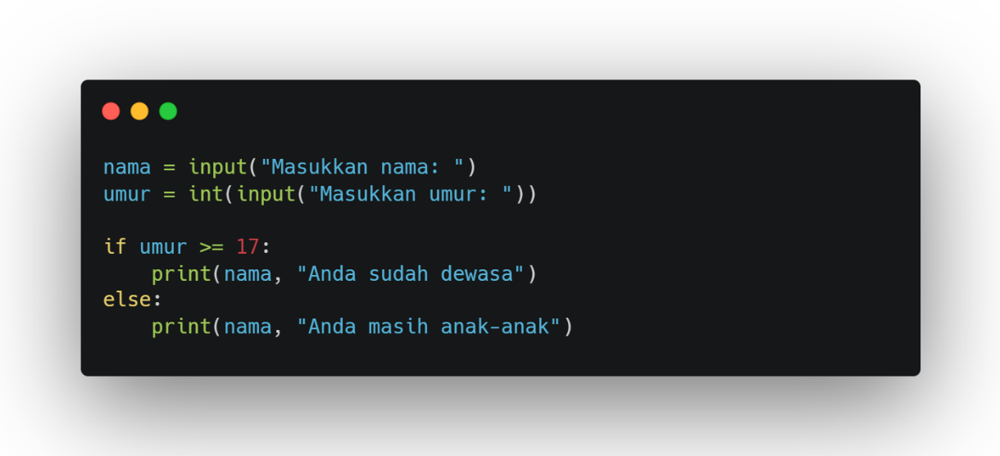 nama = input("Masukkan nama: ")
umur = int(input("Masukkan umur: "))
if umur >= 17:
    print(nama, "Anda sudah dewasa")
else:
    print(nama, "Anda masih anak-anak")